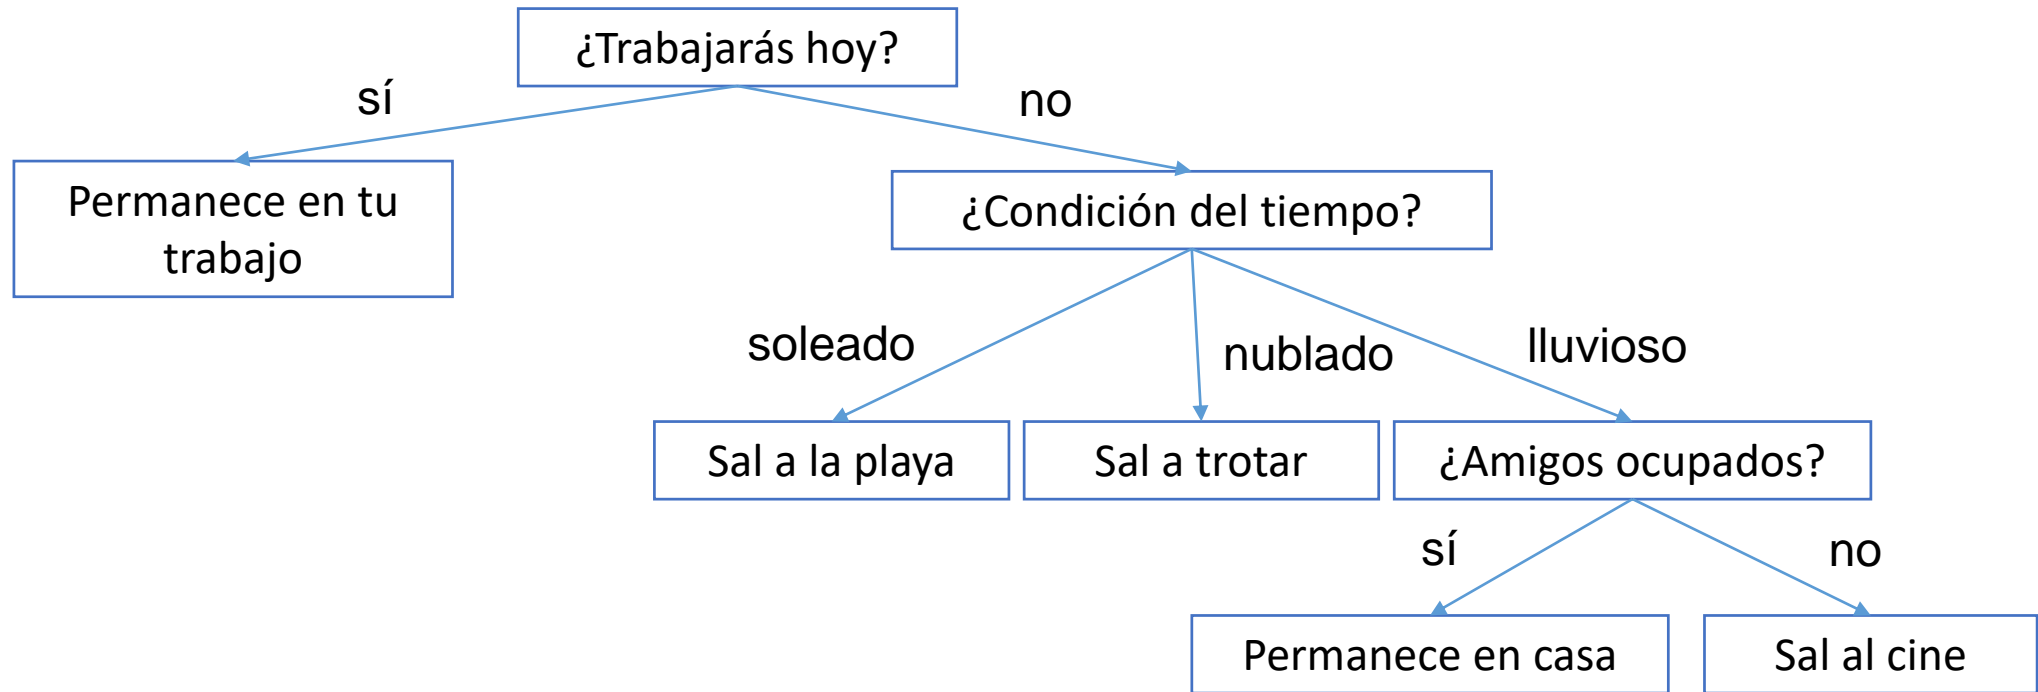 ¿Trabajarás hoy?
sí
no
Permanece en tu
trabajo
¿Condición del tiempo?
soleado
nublado
lluvioso
Sal a la playa
Sal a trotar
¿Amigos ocupados?
sí
no
Permanece en casa
Sal al cine